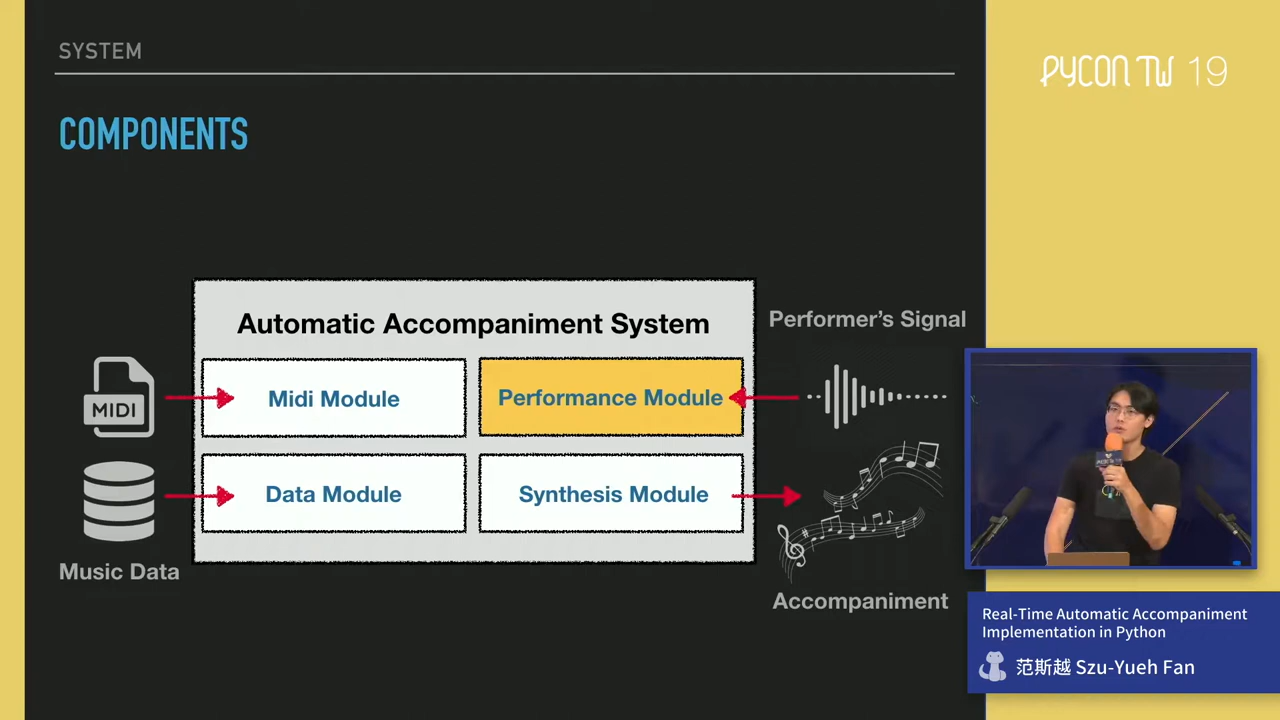 SYSTEM
PYCON TW 19
COMPONENTS
Automatic Accompaniment System
Performer's Signal
MIDI
Midi Module
Performance Module
Data Module
Synthesis Module
Music Data
Accompaniment
Real-Time Automatic Accompaniment
Implementation in Python
范斯越 Szu-Yueh Fan